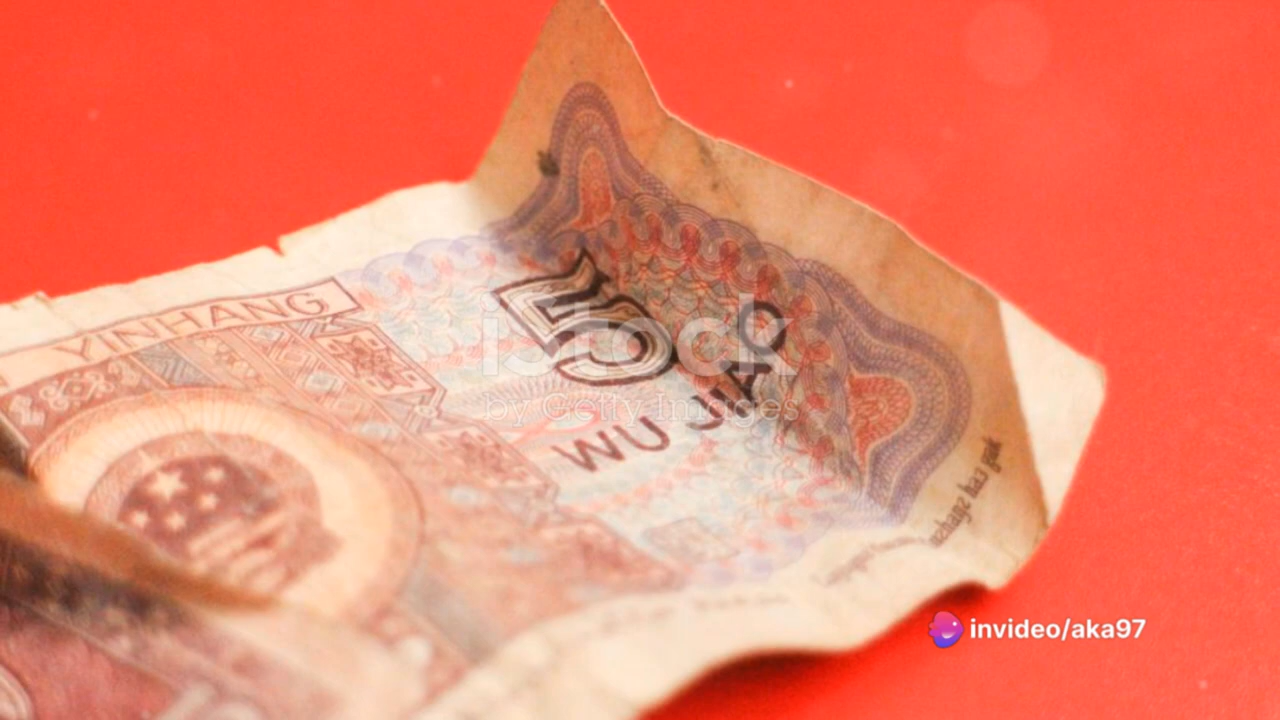 YINHANG
5
WU JIAO
iStock
by Getty Images
invideo/aka97